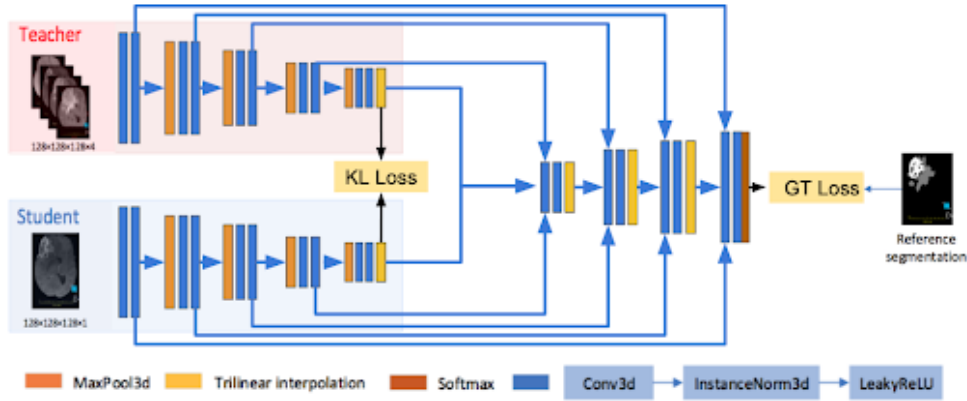 Teacher
128×128×128×4
KL Loss
Student
128×128×128×1
GT Loss
Reference
segmentation
MaxPool3d
Trilinear interpolation
Softmax
Conv3d
InstanceNorm3d
LeakyReLU